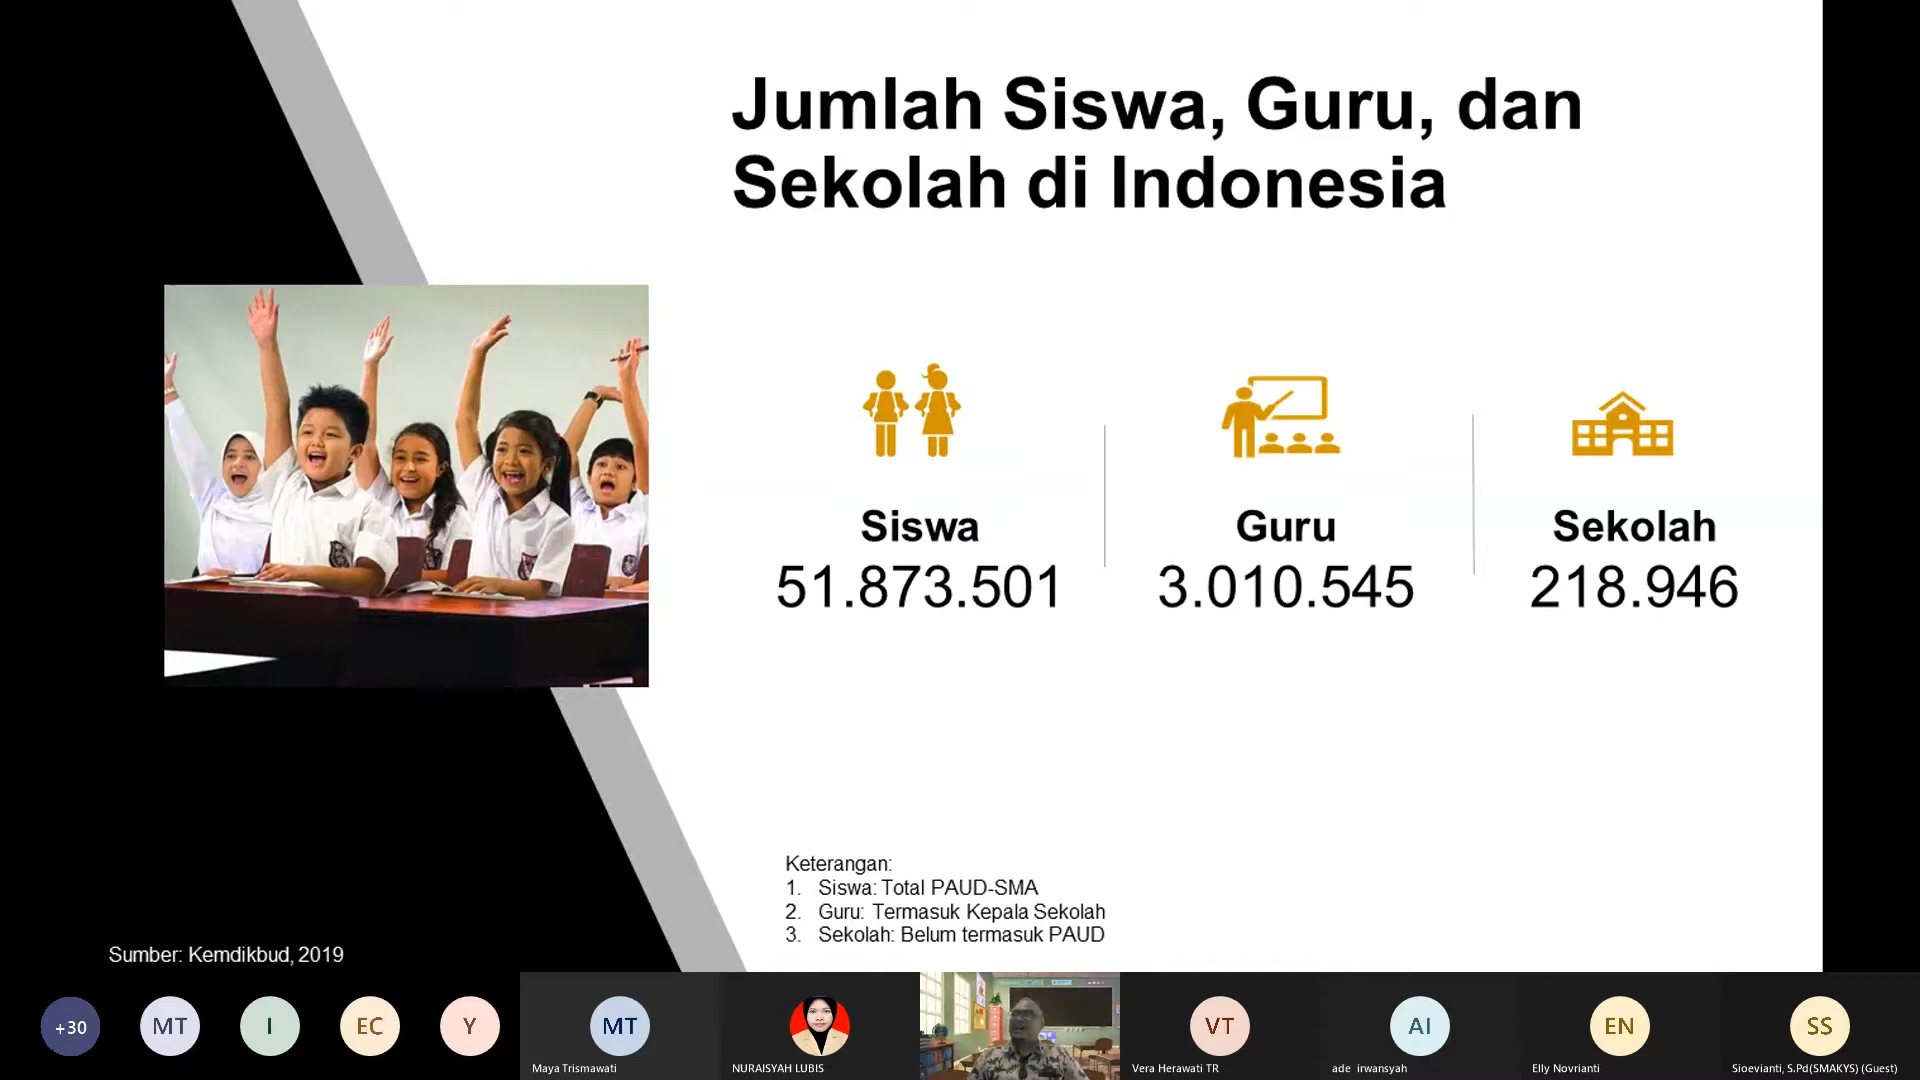 Jumlah Siswa, Guru, dan
Sekolah di Indonesia
Siswa
51.873.501
Guru
3.010.545
Sekolah
218.946
Keterangan:
1. Siswa: Total PAUD-SMA
2. Guru: Termasuk Kepala Sekolah
3. Sekolah: Belum termasuk PAUD
Sumber: Kemdikbud, 2019
+30
MT
I
EC
Y
MT
Maya Trismawati
NURAISYAH LUBIS
VT
Vera Herawati TR
AI
ade irwansyah
EN
Elly Novrianti
SS
Sioevianti, S.Pd(SMAKYS) (Guest)